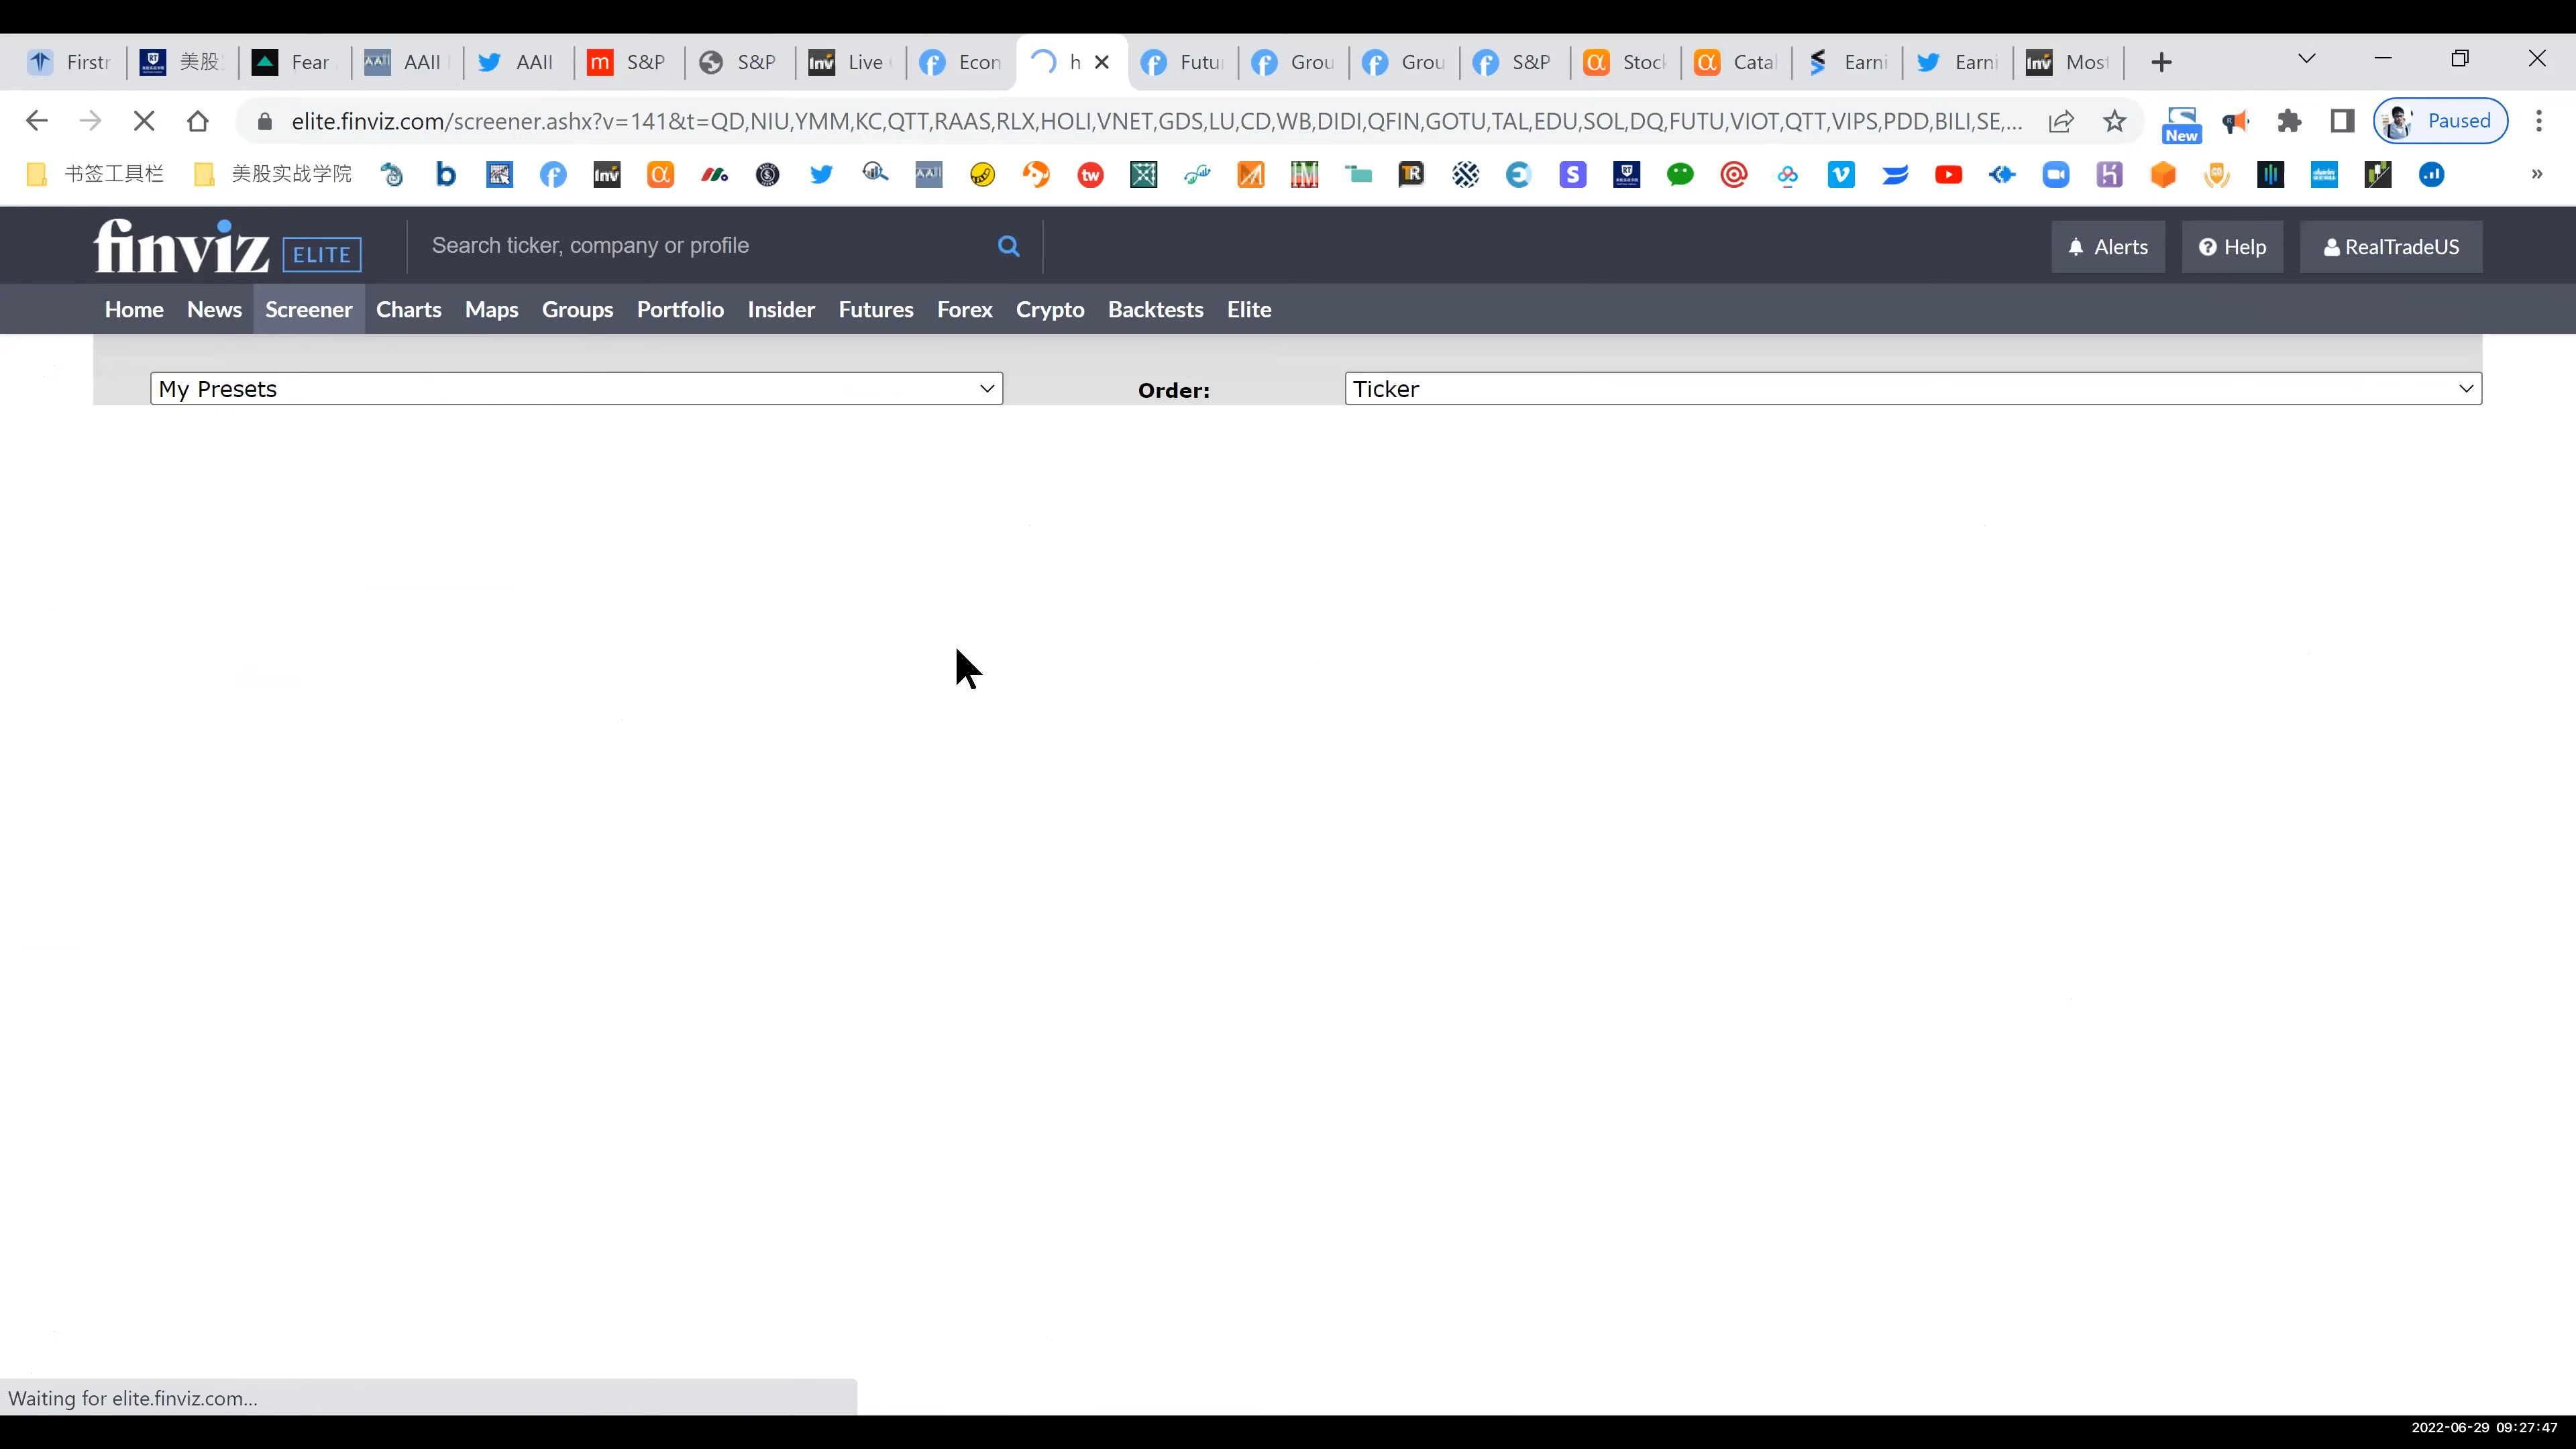 Firstr 美股 Fear AAII AAII S&P S&P Live Econ h Futu Grou Grou S&P Stock Catal Earni Earni Most
elite.finviz.com/screener.ashx?v=141&t=QD,NIU,YMM,KC,QTT,RAAS,RLX,HOLI,VNET,GDS,LU,CD,WB,DIDI,QFIN,GOTU,TAL,EDU,SOL,DQ,FUTU,VIOT,QTT,VIPS,PDD,BILI,SE,... New Paused
书签工具栏 美股实战学院
finviz ELITE Search ticker, company or profile Alerts Help RealTradeUS
Home News Screener Charts Maps Groups Portfolio Insider Futures Forex Crypto Backtests Elite
My Presets Order: Ticker
Waiting for elite.finviz.com...
2022-06-29 09:27:47